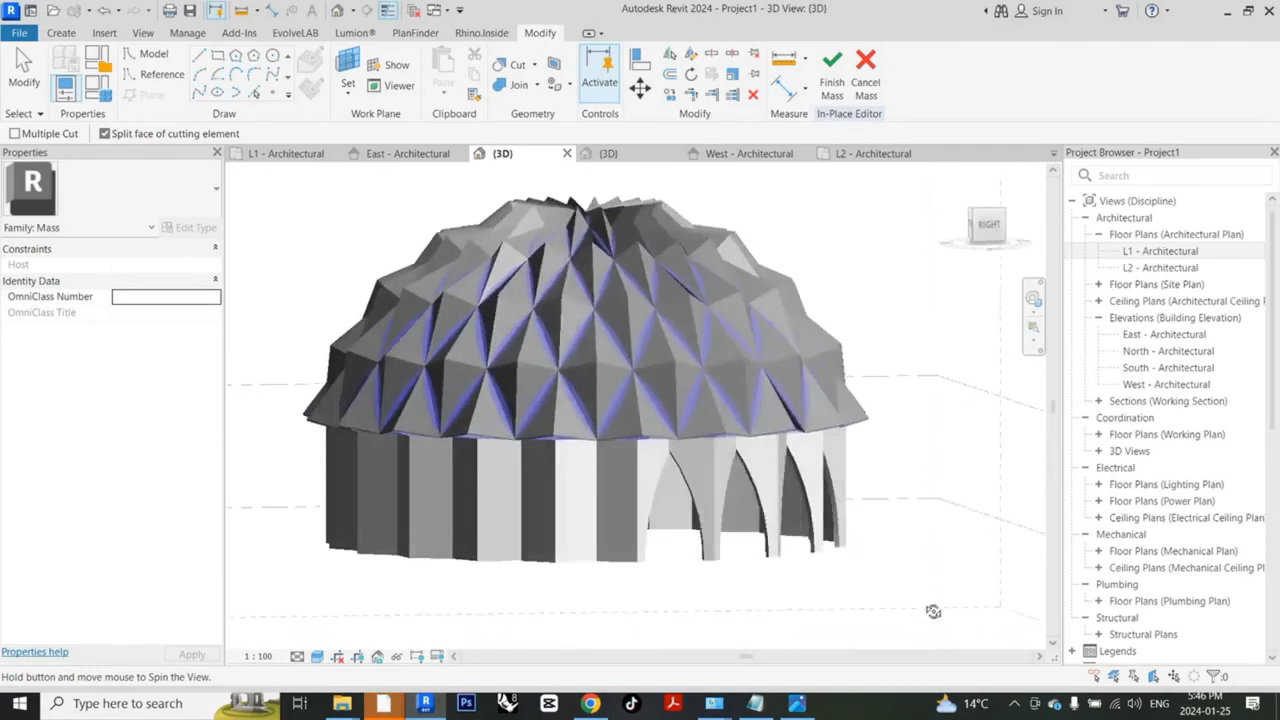 Autodesk Revit 2024 - Project1 - 3D View: {3D}
Sign In
File
Create
Insert
View
Manage
Add-Ins
EvolveLAB
Lumion®
PlanFinder
Rhino.Inside
Modify
Modify
Model
Reference
Plane
Set
Show
Viewer
Paste
Cut
Join
Activate
Finish
Mass
Cancel
Mass
Select
Properties
Draw
Work Plane
Clipboard
Geometry
Controls
Modify
Measure
In-Place Editor
Multiple Cut
Split face of cutting element
Properties
L1 - Architectural
East - Architectural
{3D}
{3D}
West - Architectural
L2 - Architectural
Project Browser - Project1
R
Family: Mass
Edit Type
Constraints
Host
Identity Data
OmniClass Number
OmniClass Title
Properties help
Apply
RIGHT
Search
Views (Discipline)
Architectural
Floor Plans (Architectural Plan)
L1 - Architectural
L2 - Architectural
Floor Plans (Site Plan)
Ceiling Plans (Architectural Ceiling F
Elevations (Building Elevation)
East - Architectural
North - Architectural
South - Architectural
West - Architectural
Sections (Working Section)
Coordination
Floor Plans (Working Plan)
3D Views
Electrical
Floor Plans (Lighting Plan)
Floor Plans (Power Plan)
Ceiling Plans (Electrical Ceiling Plan
Mechanical
Floor Plans (Mechanical Plan)
Ceiling Plans (Mechanical Ceiling Pl
Plumbing
Floor Plans (Plumbing Plan)
Structural
Structural Plans
Legends
1 : 100
Hold button and move mouse to Spin the View.
:0
Type here to search
14°C
ENG
5:46 PM
2024-01-25